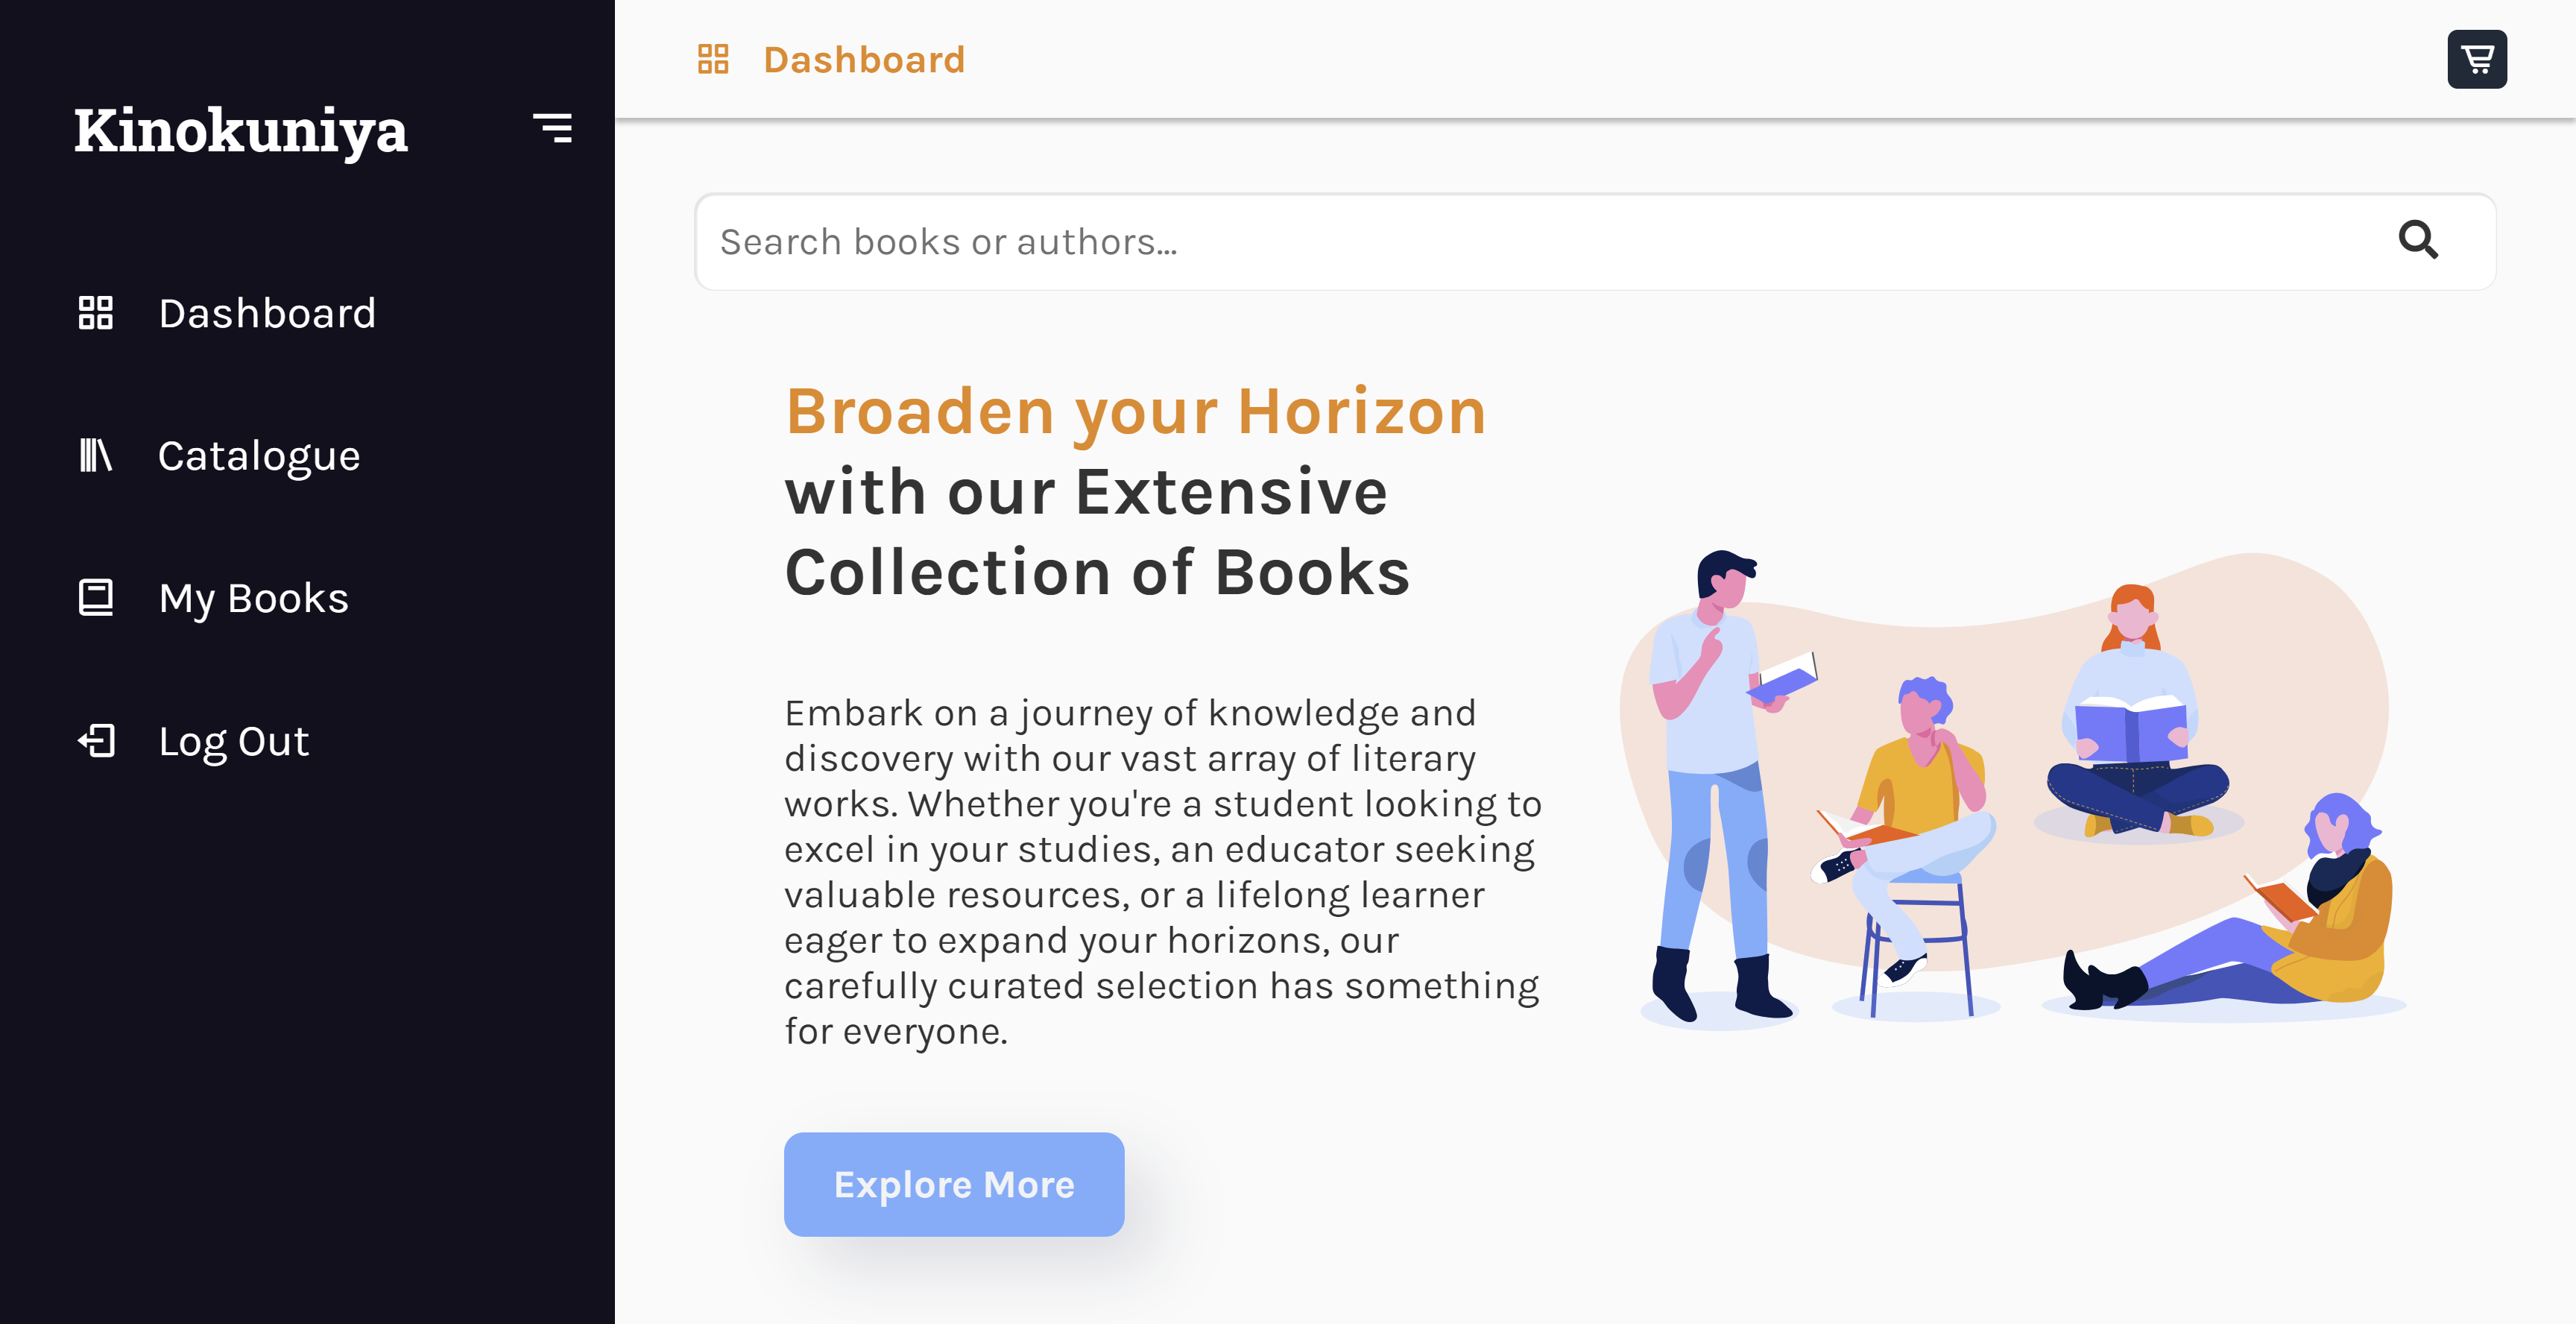 Kinokuniya
Dashboard
Catalogue
My Books
Log Out
Dashboard
Search books or authors...
Broaden your Horizon
with our Extensive
Collection of Books
Embark on a journey of knowledge and
discovery with our vast array of literary
works. Whether you're a student looking to
excel in your studies, an educator seeking
valuable resources, or a lifelong learner
eager to expand your horizons, our
carefully curated selection has something
for everyone.
Explore More